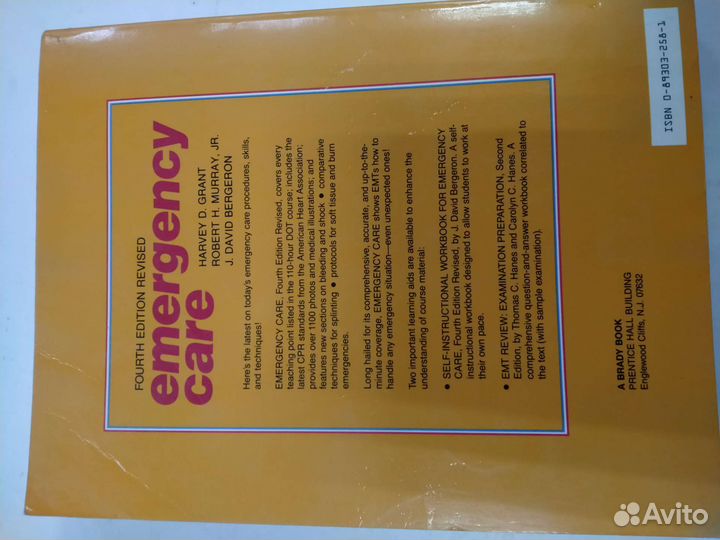 FOURTH EDITION REVISED
emergency
care
HARVEY D. GRANT
ROBERT H. MURRAY, JR.
J. DAVID BERGERON
Here's the latest on today's emergency care procedures, skills,
and techniques!
EMERGENCY CARE, Fourth Edition Revised, covers every
teaching point listed in the 110-hour DOT course; includes the
latest CPR standards from the American Heart Association;
provides over 1100 photos and medical illustrations; and
features new sections on bleeding and shock • comparative
techniques for splinting • protocols for soft tissue and burn
emergencies.
Long hailed for its comprehensive, accurate, and up-to-the-
minute coverage, EMERGENCY CARE shows EMTs how to
handle any emergency situation—even unexpected ones!
Two important learning aids are available to enhance the
understanding of course material:
• SELF-INSTRUCTIONAL WORKBOOK FOR EMERGENCY
CARE, Fourth Edition Revised, by J. David Bergeron. A self-
instructional workbook designed to allow students to work at
their own pace.
• EMT REVIEW: EXAMINATION PREPARATION, Second
Edition, by Thomas C. Hanes and Carolyn C. Hanes. A
comprehensive question-and-answer workbook correlated to
the text (with sample examination).
A BRADY BOOK
PRENTICE HALL BUILDING
Englewood Cliffs, N.J. 07632
ISBN 0-89303-258-1
Avito